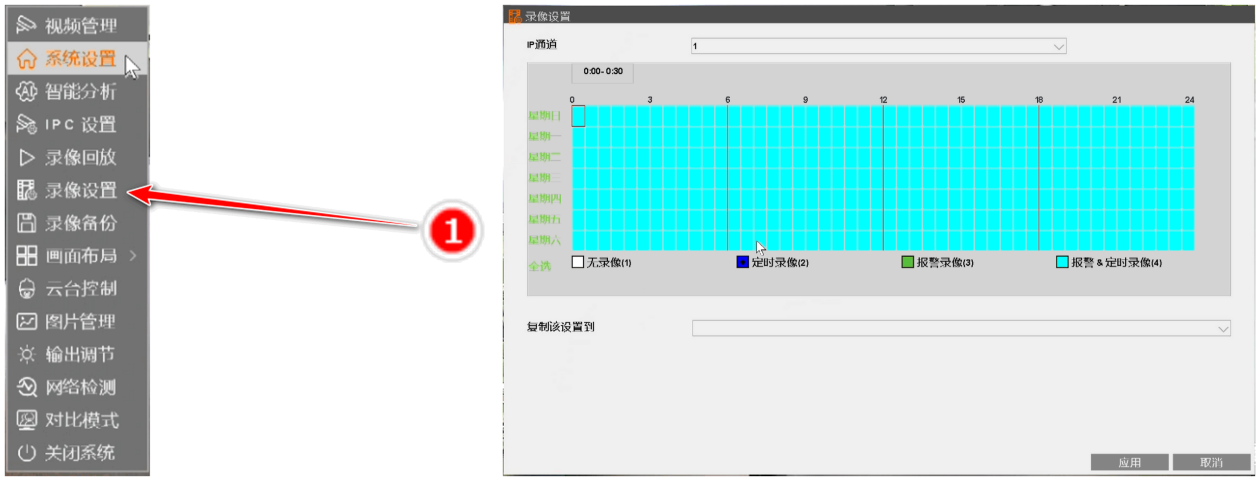 视频管理
系统设置
智能分析
IPC 设置
录像回放
录像设置
录像备份
画面布局 >
云台控制
图片管理
输出调节
网络检测
对比模式
关闭系统
1
录像设置
IP通道 1
0:00- 0:30
0 3 6 9 12 15 18 21 24
星期日
星期一
星期二
星期三
星期四
星期五
星期六
全选 无录像(1) 定时录像(2) 报警录像(3) 报警 & 定时录像(4)
复制该设置到
应用 取消